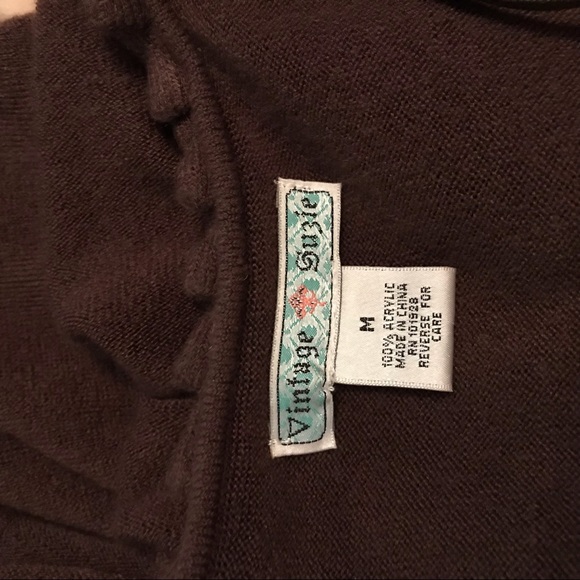 Vintage Suzie
M
100% ACRYLIC
MADE IN CHINA
RN 101928
REVERSE FOR
CARE